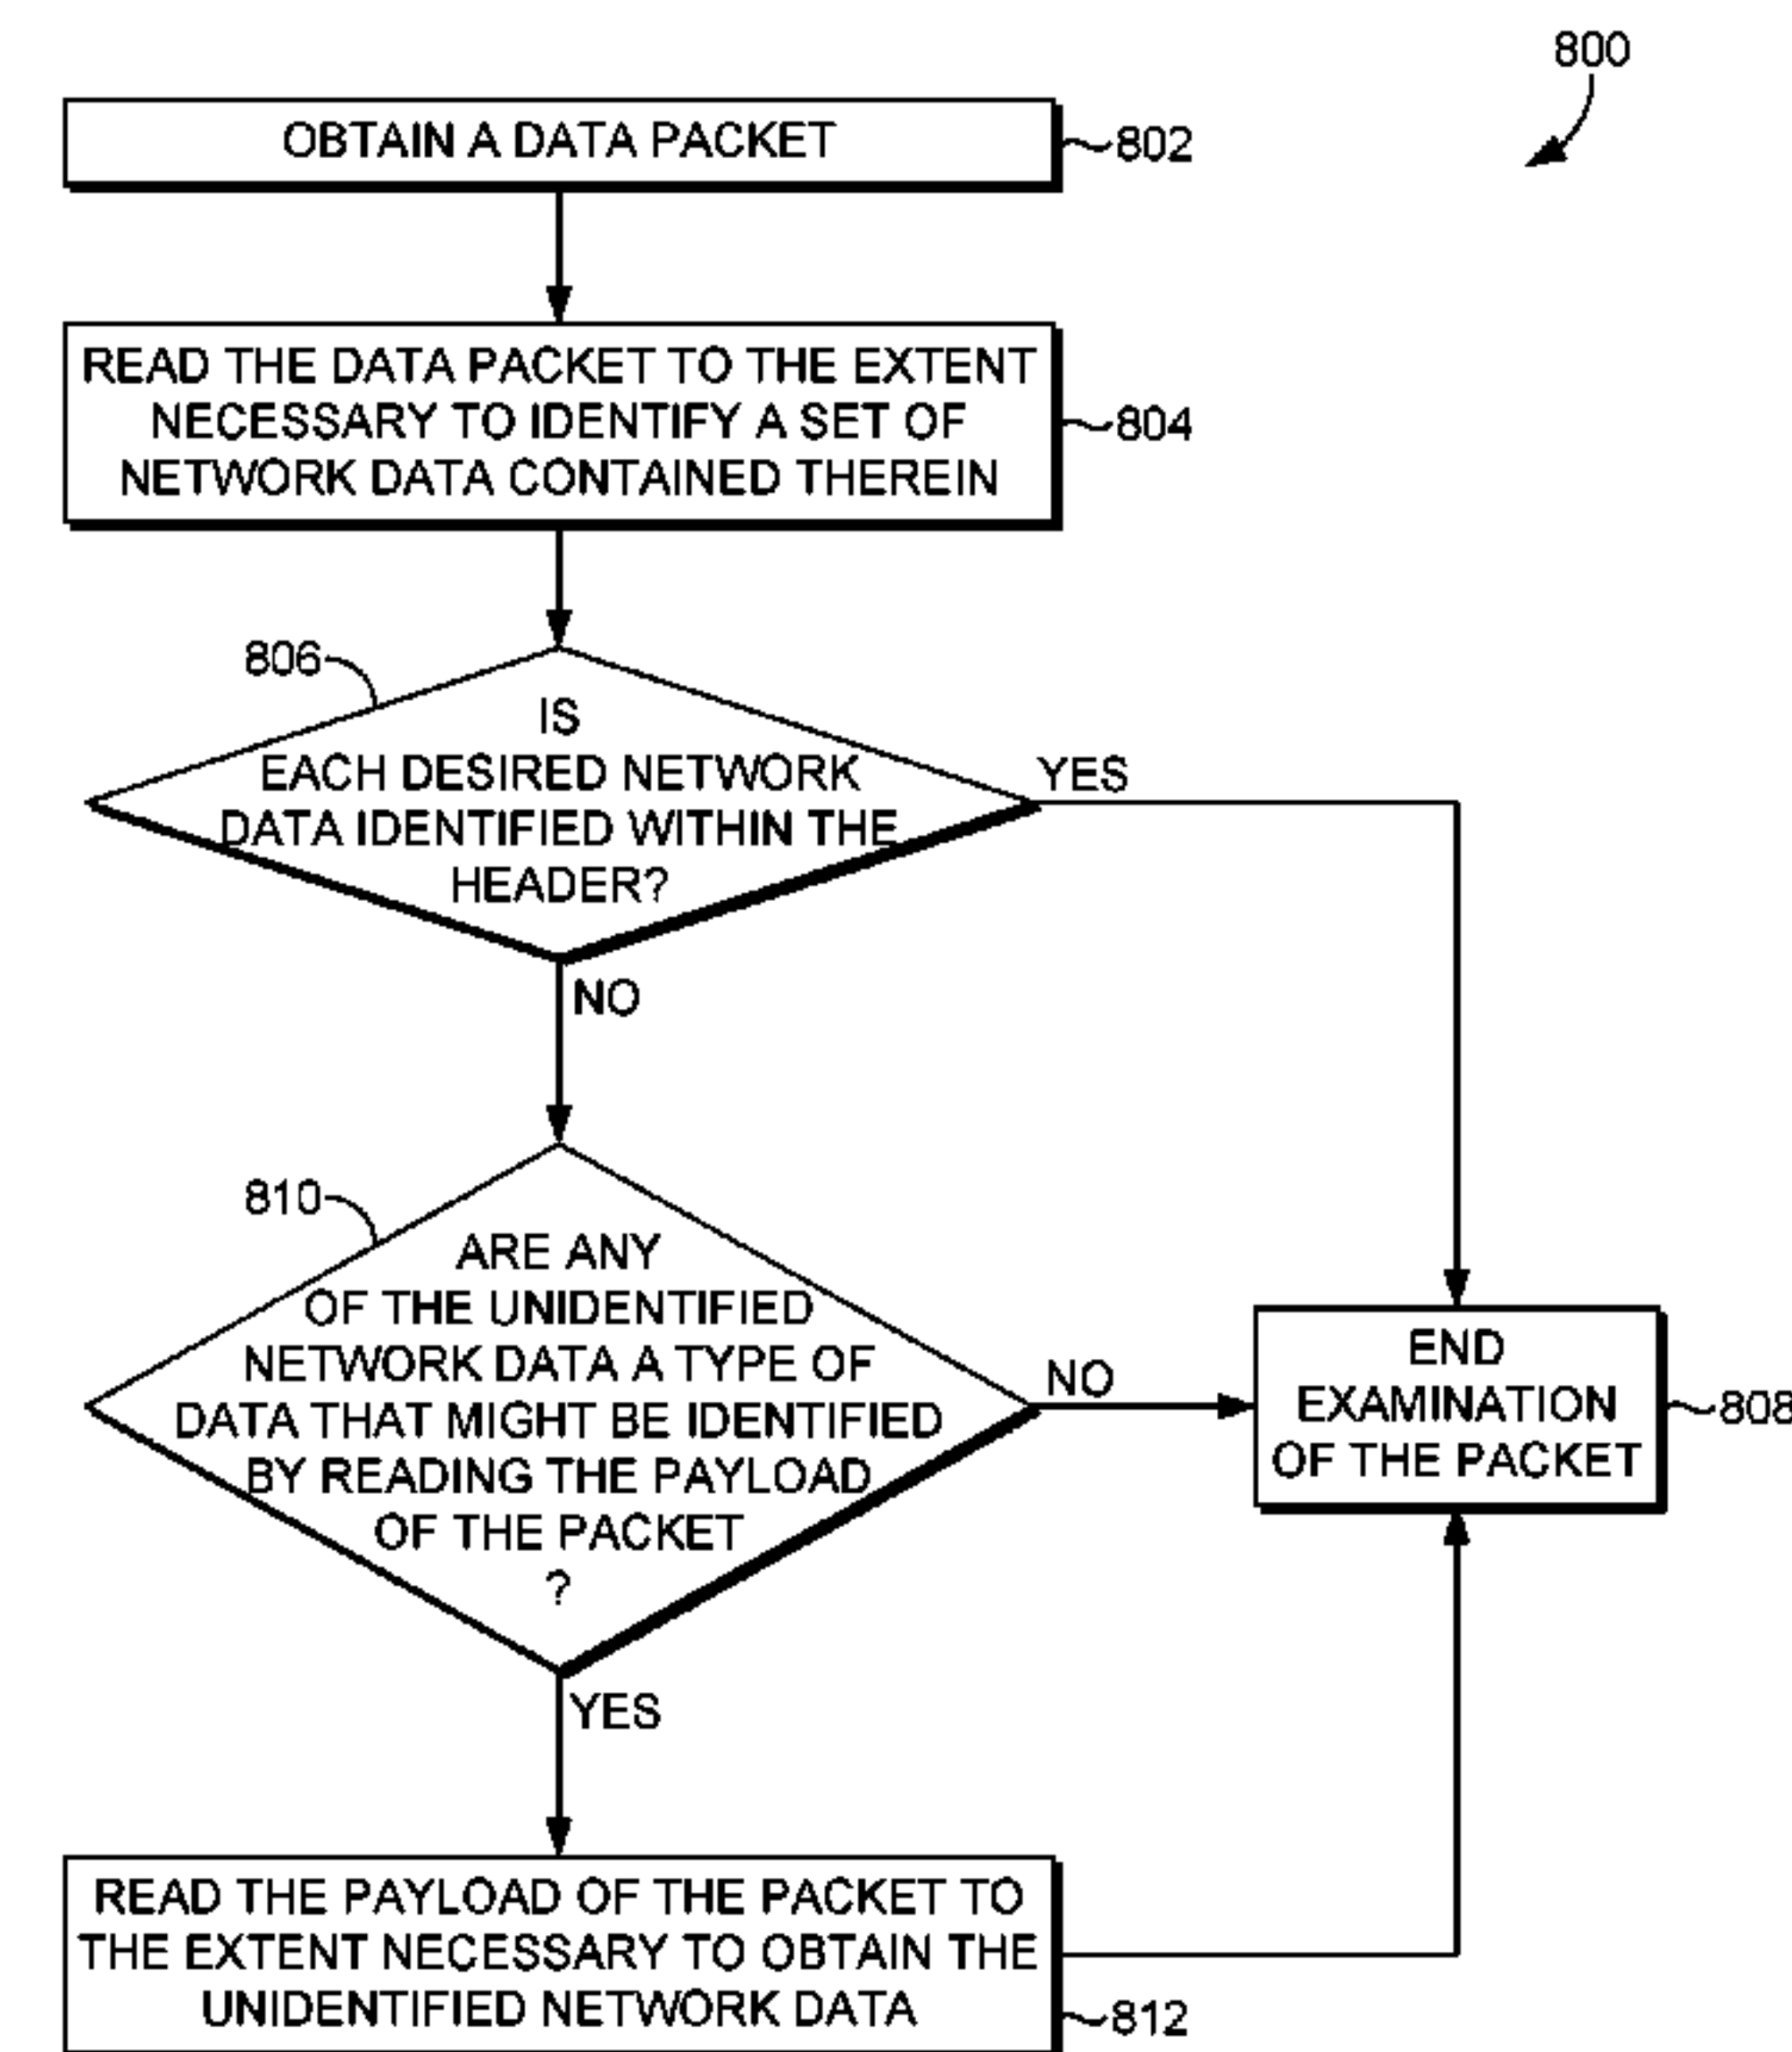 800
OBTAIN A DATA PACKET
802
READ THE DATA PACKET TO THE EXTENT
NECESSARY TO IDENTIFY A SET OF
NETWORK DATA CONTAINED THEREIN
804
806
IS
EACH DESIRED NETWORK
DATA IDENTIFIED WITHIN THE
HEADER?
YES
NO
810
ARE ANY
OF THE UNIDENTIFIED
NETWORK DATA A TYPE OF
DATA THAT MIGHT BE IDENTIFIED
BY READING THE PAYLOAD
OF THE PACKET
?
NO
END
EXAMINATION
OF THE PACKET
808
YES
READ THE PAYLOAD OF THE PACKET TO
THE EXTENT NECESSARY TO OBTAIN THE
UNIDENTIFIED NETWORK DATA
812